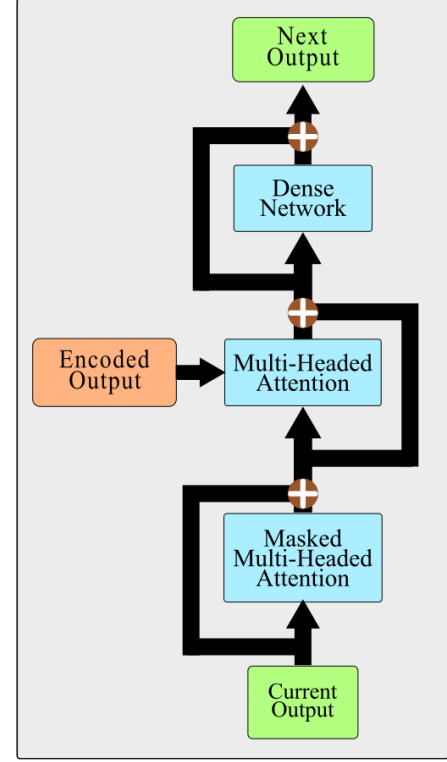 Next
Output
Dense
Network
Encoded
Output
Multi-Headed
Attention
Masked
Multi-Headed
Attention
Current
Output